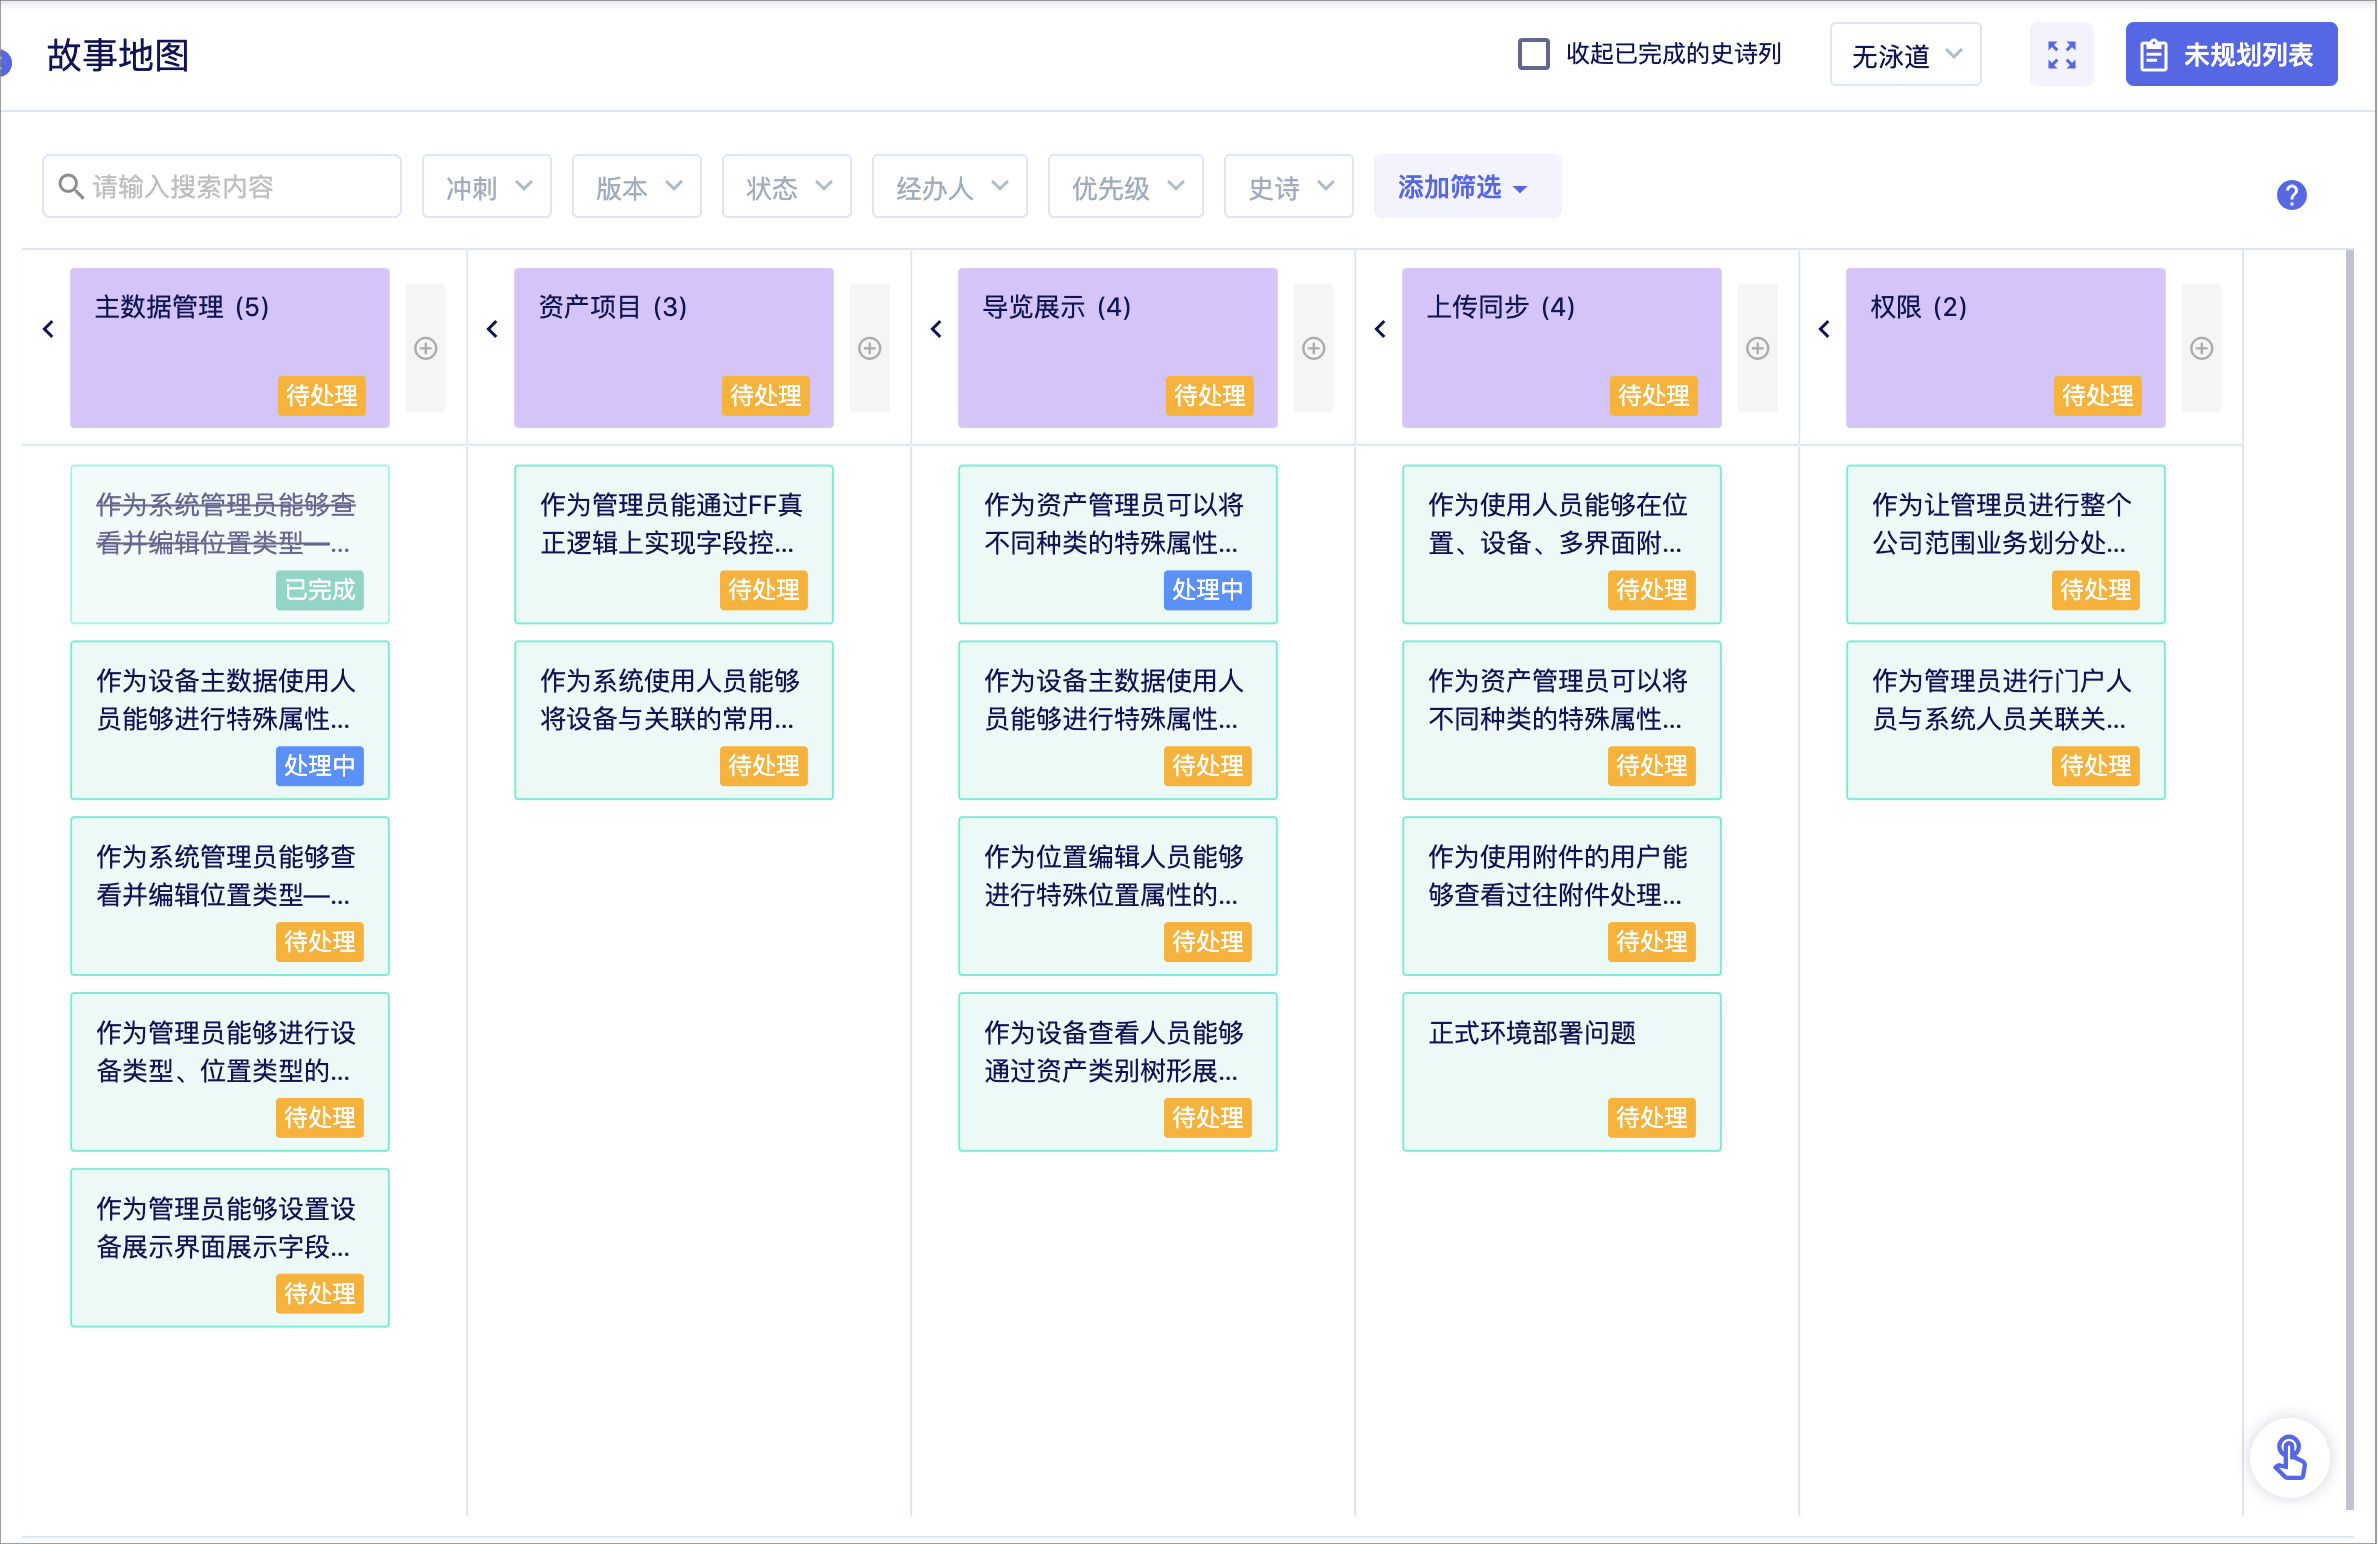 故事地图
收起已完成的史诗列
无泳道
未规划列表
请输入搜索内容
冲刺
版本
状态
经办人
优先级
史诗
添加筛选
?
主数据管理 (5)
待处理
资产项目 (3)
待处理
导览展示 (4)
待处理
上传同步 (4)
待处理
权限 (2)
待处理
作为系统管理员能够查
看并编辑位置类型—...
已完成
作为设备主数据使用人
员能够进行特殊属性...
处理中
作为系统管理员能够查
看并编辑位置类型—...
待处理
作为管理员能够进行设
备类型、位置类型的...
待处理
作为管理员能够设置设
备展示界面展示字段...
待处理
作为管理员能通过FF真
正逻辑上实现字段控...
待处理
作为系统使用人员能够
将设备与关联的常用...
待处理
作为资产管理员可以将
不同种类的特殊属性...
处理中
作为设备主数据使用人
员能够进行特殊属性...
待处理
作为位置编辑人员能够
进行特殊位置属性的...
待处理
作为设备查看人员能够
通过资产类别树形展...
待处理
作为使用人员能够在位
置、设备、多界面附...
待处理
作为资产管理员可以将
不同种类的特殊属性...
待处理
作为使用附件的用户能
够查看过往附件处理...
待处理
正式环境部署问题
待处理
作为让管理员进行整个
公司范围业务划分处...
待处理
作为管理员进行门户人
员与系统人员关联关...
待处理